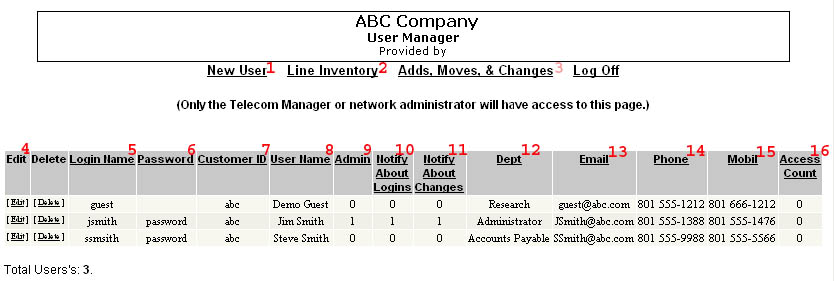 ABC Company
User Manager
Provided by
New User1 Line Inventory2 Adds, Moves, & Changes3 Log Off
(Only the Telecom Manager or network administrator will have access to this page.)
4 5 6 7 8 9 10 11 12 13 14 15 16
Edit Delete Login Name Password Customer ID User Name Admin Notify About Logins Notify About Changes Dept Email Phone Mobil Access Count
[Edit] [Delete] guest abc Demo Guest 0 0 0 Research guest@abc.com 801 555-1212 801 666-1212 0
[Edit] [Delete] jsmith password abc Jim Smith 1 1 1 Administrator JSmith@abc.com 801 555-1388 801 555-1476 0
[Edit] [Delete] ssmsith password abc Steve Smith 0 0 0 Accounts Payable SSmith@abc.com 801 555-9988 801 555-5566 0
Total Users's: 3.